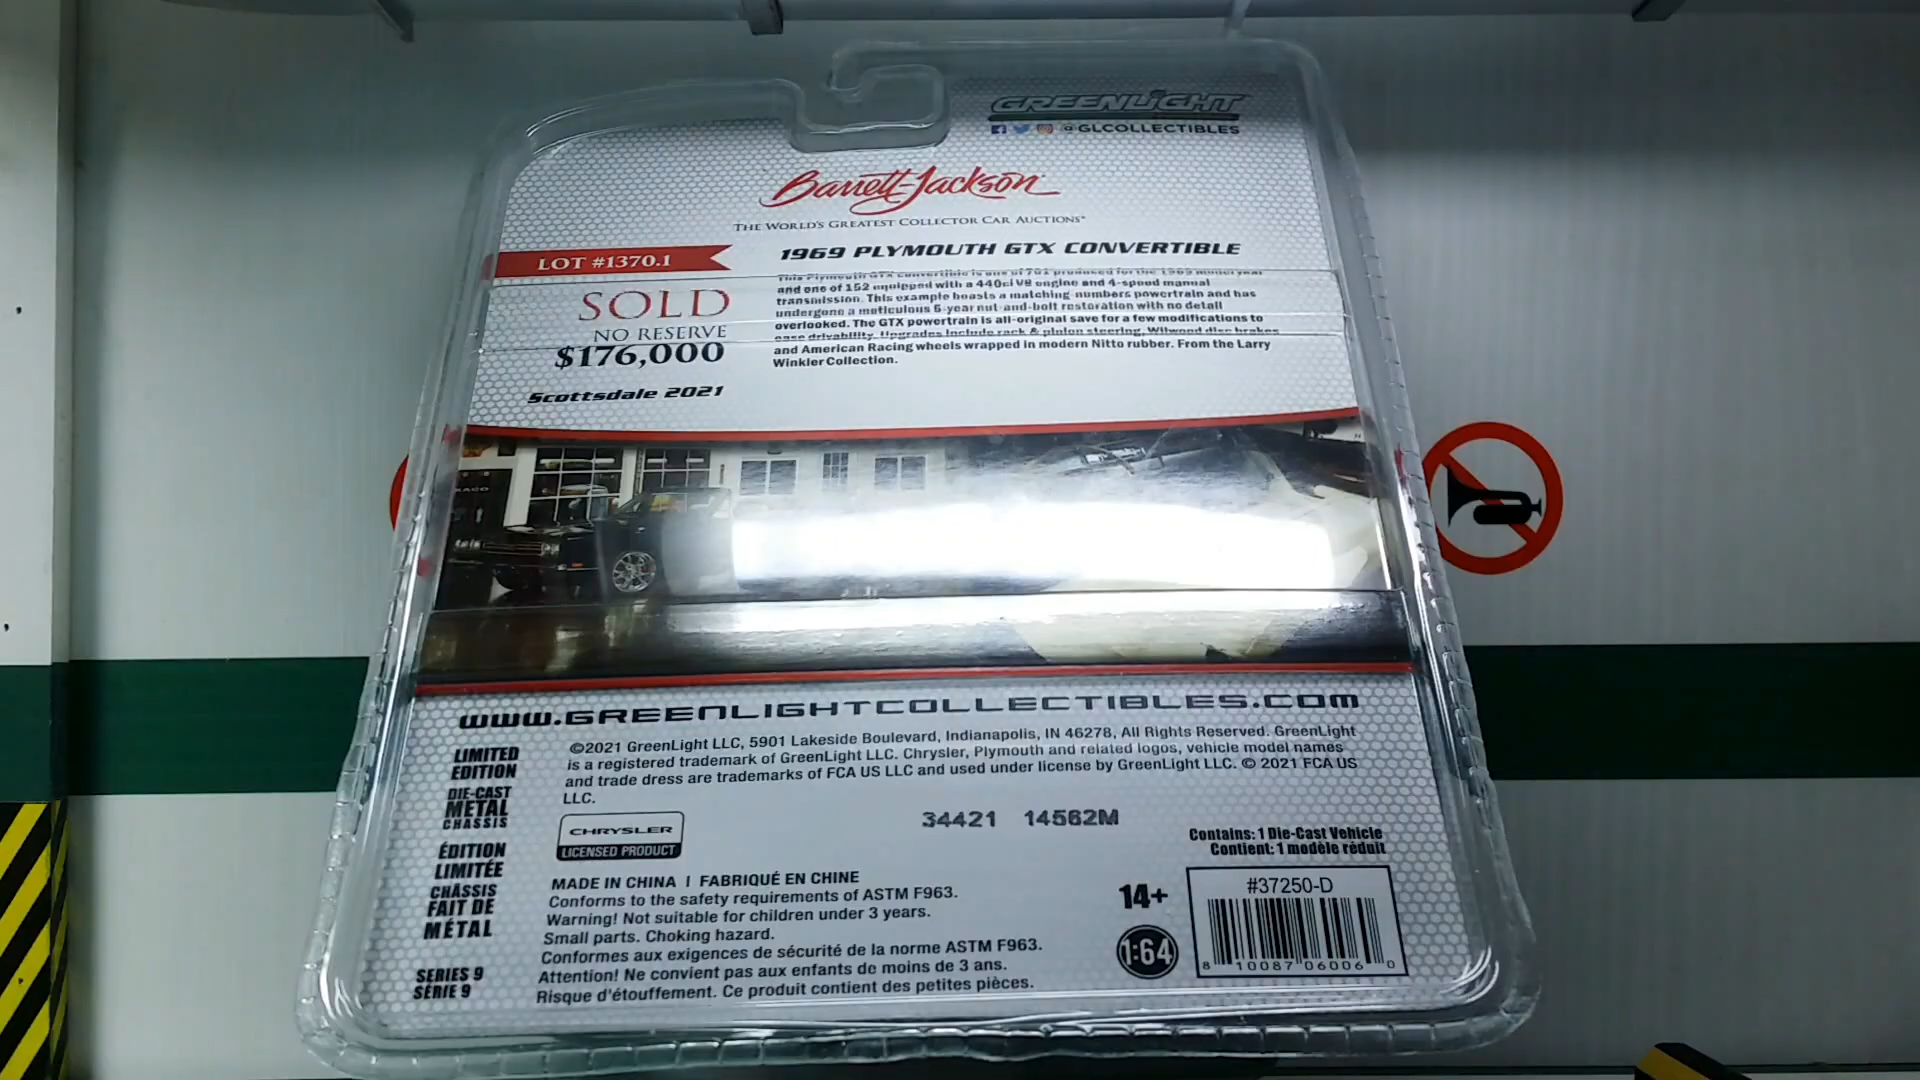 GREENLIGHT
@GLCOLLECTIBLES
Barrett-Jackson
THE WORLD'S GREATEST COLLECTOR CAR AUCTIONS®
LOT #1370.1
SOLD
NO RESERVE
$176,000
Scottsdale 2021
1969 PLYMOUTH GTX CONVERTIBLE
This Plymouth GTX convertible is one of 701 produced for the 1969 model year
and one of 152 equipped with a 440ci V8 engine and 4-speed manual
transmission. This example boasts a matching-numbers powertrain and has
undergone a meticulous 6-year nut-and-bolt restoration with no detail
overlooked. The GTX powertrain is all-original save for a few modifications to
ease drivability. Upgrades include rack & pinion steering, Wilwood disc brakes
and American Racing wheels wrapped in modern Nitto rubber. From the Larry
Winkler Collection.
WWW.GREENLIGHTCOLLECTIBLES.COM
LIMITED
EDITION
DIE-CAST
METAL
CHASSIS
ÉDITION
LIMITÉE
CHÂSSIS
FAIT DE
MÉTAL
SERIES 9
SÉRIE 9
©2021 GreenLight LLC, 5901 Lakeside Boulevard, Indianapolis, IN 46278, All Rights Reserved. GreenLight
is a registered trademark of GreenLight LLC. Chrysler, Plymouth and related logos, vehicle model names
and trade dress are trademarks of FCA US LLC and used under license by GreenLight LLC. © 2021 FCA US
LLC.
CHRYSLER
LICENSED PRODUCT
34421 14562M
MADE IN CHINA | FABRIQUÉ EN CHINE
Conforms to the safety requirements of ASTM F963.
Warning! Not suitable for children under 3 years.
Small parts. Choking hazard.
Conformes aux exigences de sécurité de la norme ASTM F963.
Attention! Ne convient pas aux enfants de moins de 3 ans.
Risque d'étouffement. Ce produit contient des petites pièces.
Contains: 1 Die-Cast Vehicle
Contient: 1 modèle réduit
14+
1:64
#37250-D
8 10087 06006 0